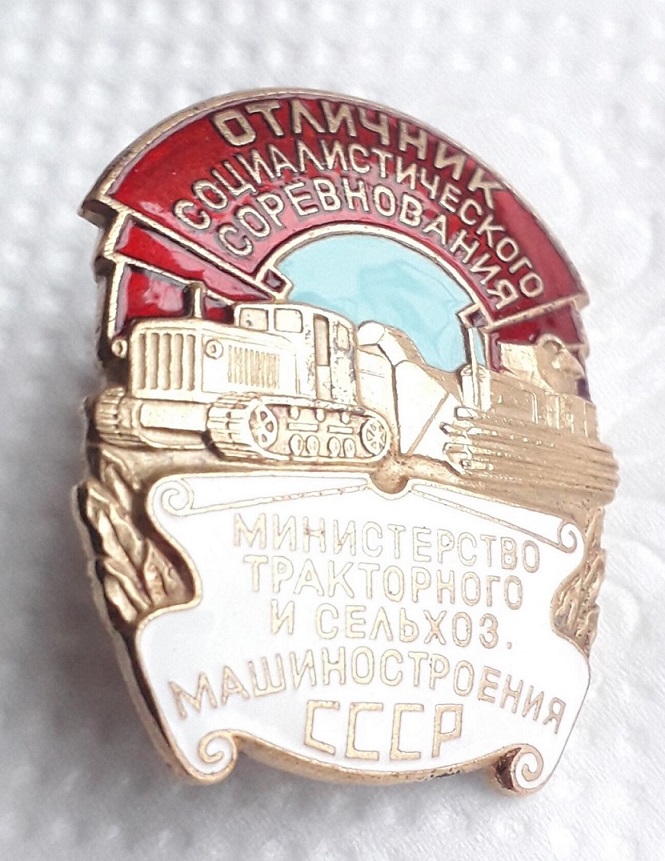 ОТЛИЧНИК
СОЦИАЛИСТИЧЕСКОГО
СОРЕВНОВАНИЯ
МИНИСТЕРСТВО
ТРАКТОРНОГО
И СЕЛЬХОЗ.
МАШИНОСТРОЕНИЯ
СССР